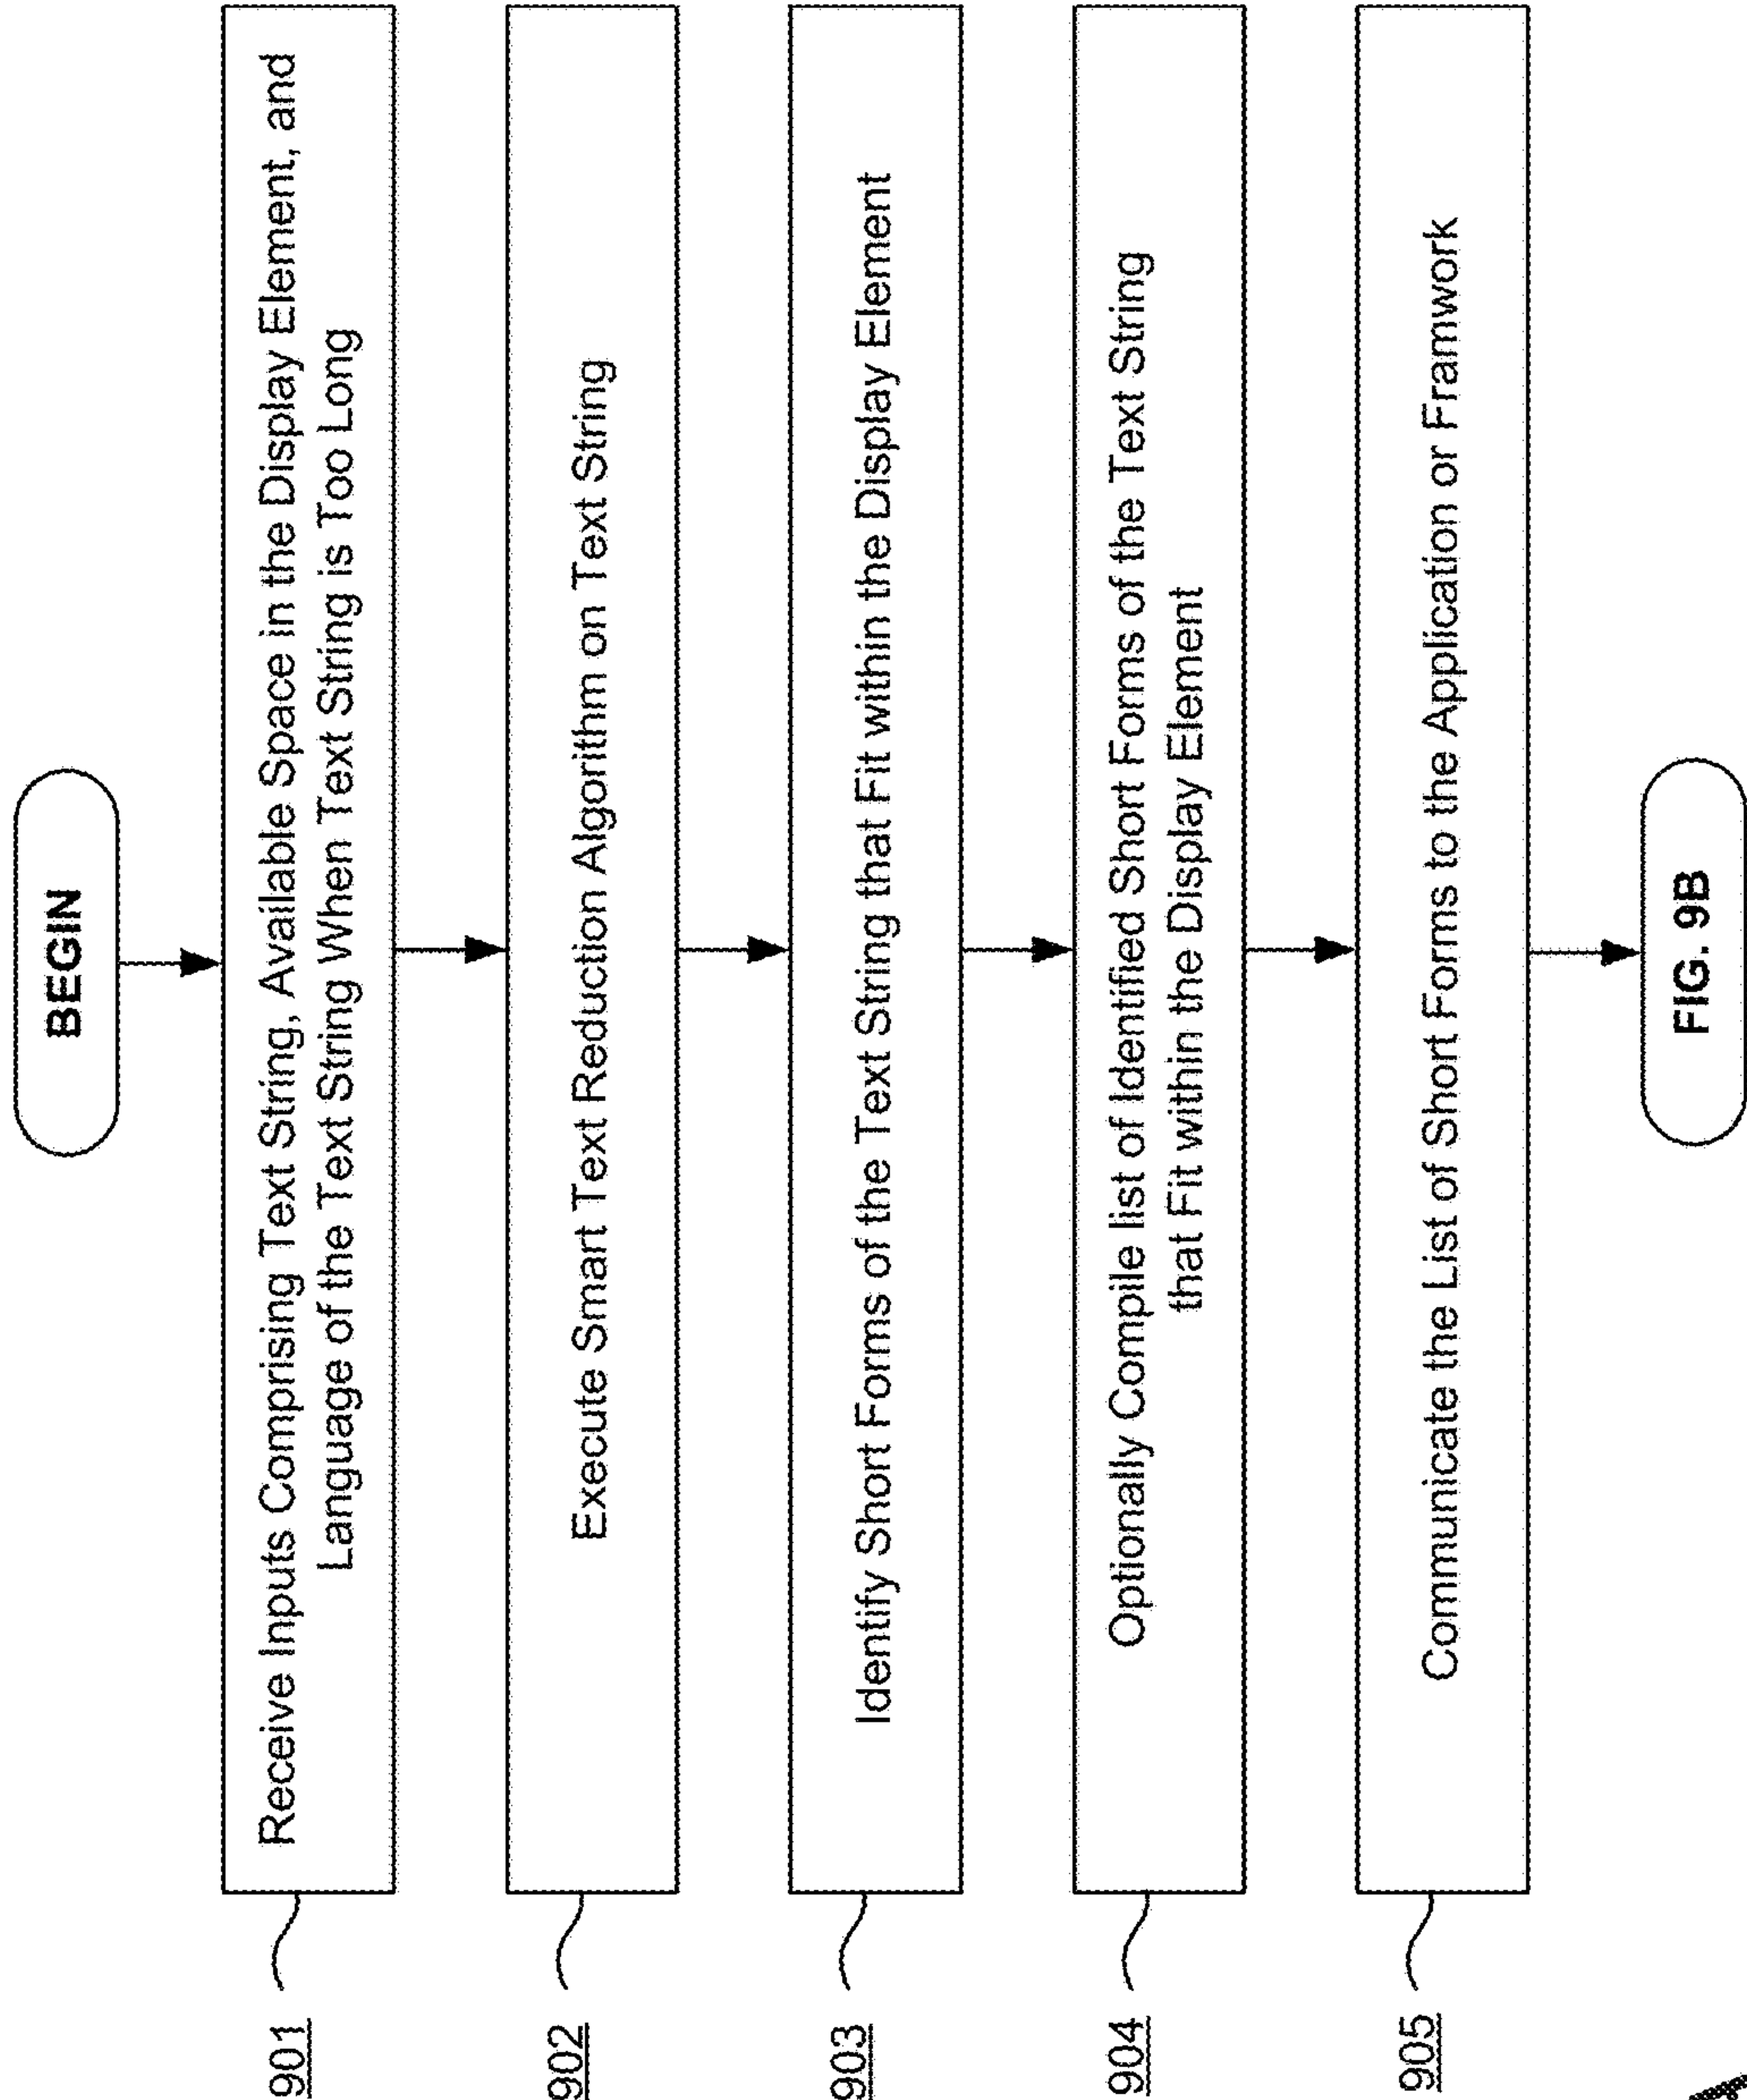 BEGIN
901
Receive Inputs Comprising Text String, Available Space in the Display Element, and
Language of the Text String When Text String is Too Long
902
Execute Smart Text Reduction Algorithm on Text String
903
Identify Short Forms of the Text String that Fit within the Display Element
904
Optionally Compile list of Identified Short Forms of the Text String
that Fit within the Display Element
905
Communicate the List of Short Forms to the Application or Framwork
FIG. 9B